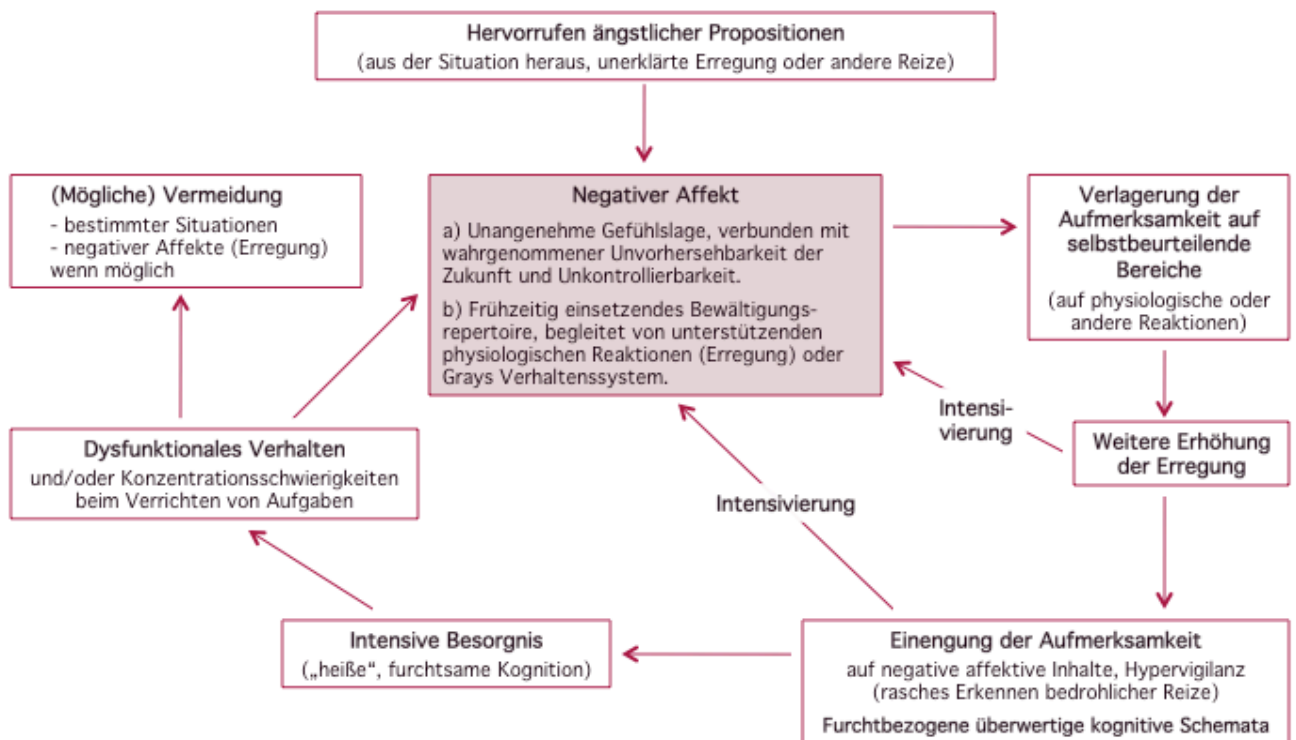 Hervorrufen ängstlicher Propositionen
(aus der Situation heraus, unerklärte Erregung oder andere Reize)
(Mögliche) Vermeidung
- bestimmter Situationen
- negativer Affekte (Erregung)
wenn möglich
Negativer Affekt
a) Unangenehme Gefühlslage, verbunden mit
wahrgenommener Unvorhersehbarkeit der
Zukunft und Unkontrollierbarkeit.
b) Frühzeitig einsetzendes Bewältigungs-
repertoire, begleitet von unterstützenden
physiologischen Reaktionen (Erregung) oder
Grays Verhaltenssystem.
Verlagerung der
Aufmerksamkeit auf
selbstbeurteilende
Bereiche
(auf physiologische oder
andere Reaktionen)
Intensi-
vierung
Weitere Erhöhung
der Erregung
Dysfunktionales Verhalten
und/oder Konzentrationsschwierigkeiten
beim Verrichten von Aufgaben
Intensivierung
Intensive Besorgnis
(„heiße“, furchtsame Kognition)
Einengung der Aufmerksamkeit
auf negative affektive Inhalte, Hypervigilanz
(rasches Erkennen bedrohlicher Reize)
Furchtbezogene überwertige kognitive Schemata